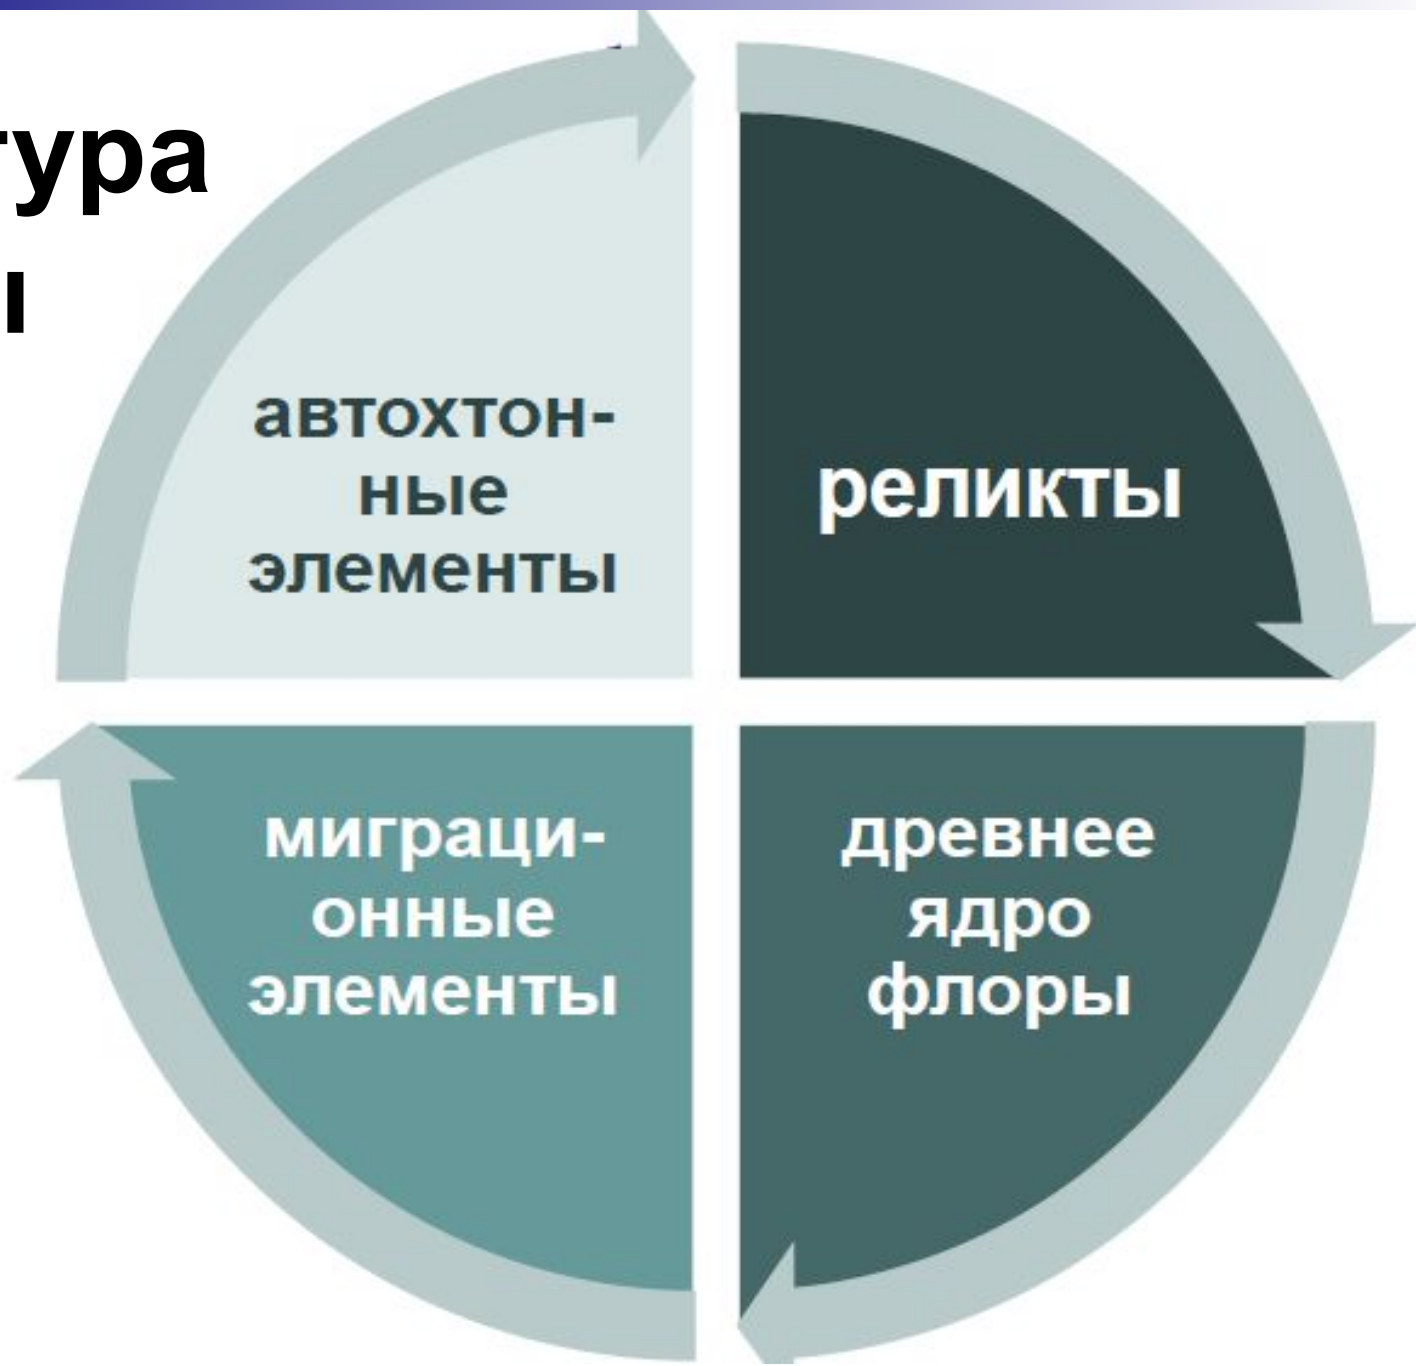 тура
ы
автохтон-
ные
элементы
реликты
миграци-
онные
элементы
древнее
ядро
флоры